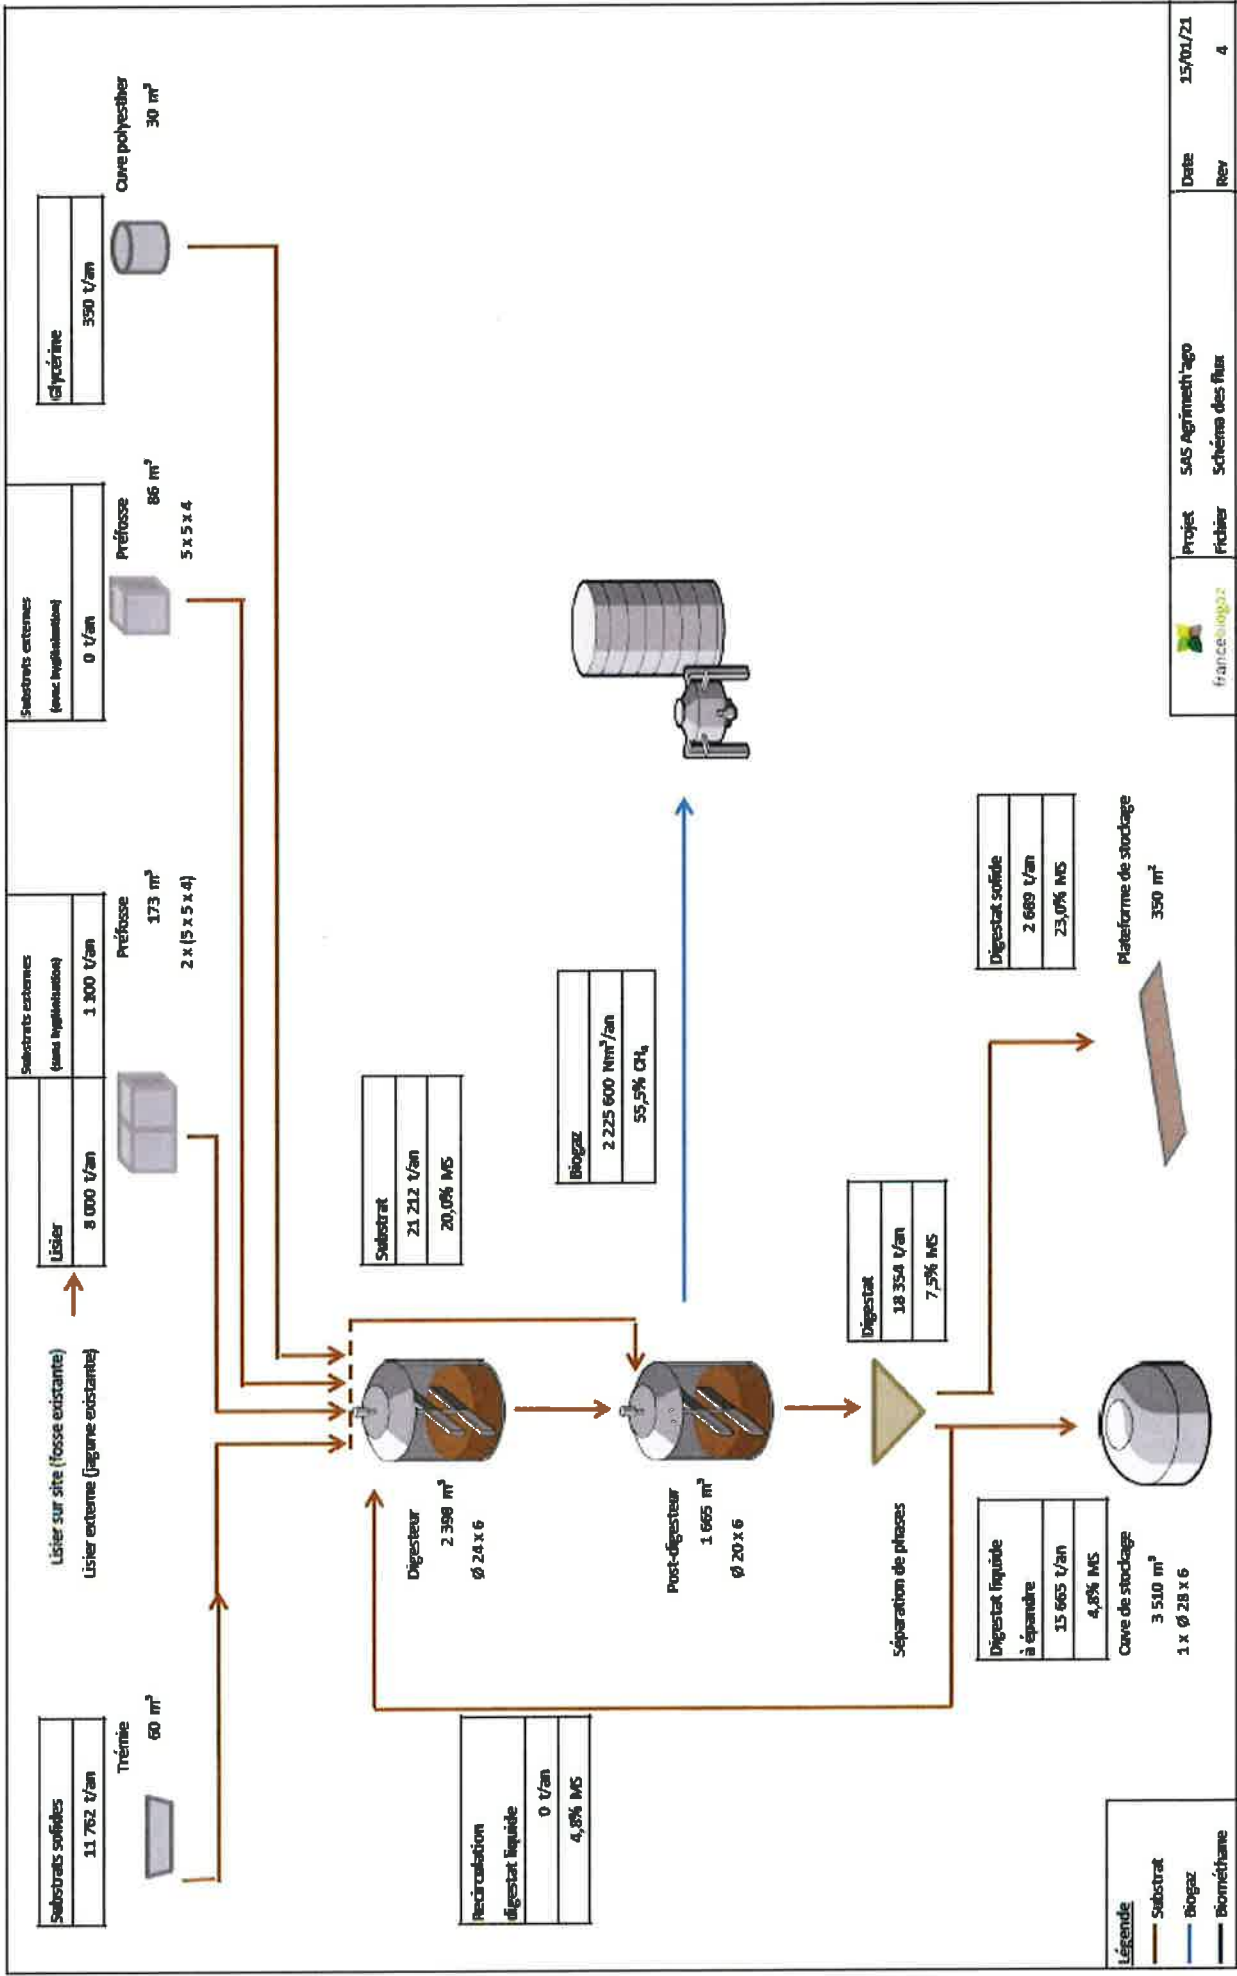 Substrats solides
11 762 t/an
Trémie
60 m³
Lisier sur site (fosse existante)
Lisier externe (lagune existante)
Lisier
8 000 t/an
Substrats externes
(sans hygiénisation)
1 100 t/an
Préfosse
173 m³
2 x (5 x 5 x 4)
Substrats externes
(avec hygiénisation)
0 t/an
Préfosse
86 m³
5 x 5 x 4
Glycérine
350 t/an
Cuve polyesther
30 m³
Substrat
21 212 t/an
20,0% MS
Digesteur
2 398 m³
Ø 24 x 6
Recirculation
digestat liquide
0 t/an
4,8% MS
Biogaz
2 225 600 Nm³/an
55,5% CH₄
Post-digesteur
1 665 m³
Ø 20 x 6
Digestat
18 354 t/an
7,5% MS
Séparation de phases
Digestat liquide
à épandre
15 665 t/an
4,8% MS
Cuve de stockage
3 510 m³
1 x Ø 28 x 6
Digestat solide
2 689 t/an
23,0% MS
Plateforme de stockage
350 m²
Légende
Substrat
Biogaz
Biométhane
francebiogaz
Projet SAS Agrimeth'ago Date 15/01/21
Fichier Schéma des flux Rev 4